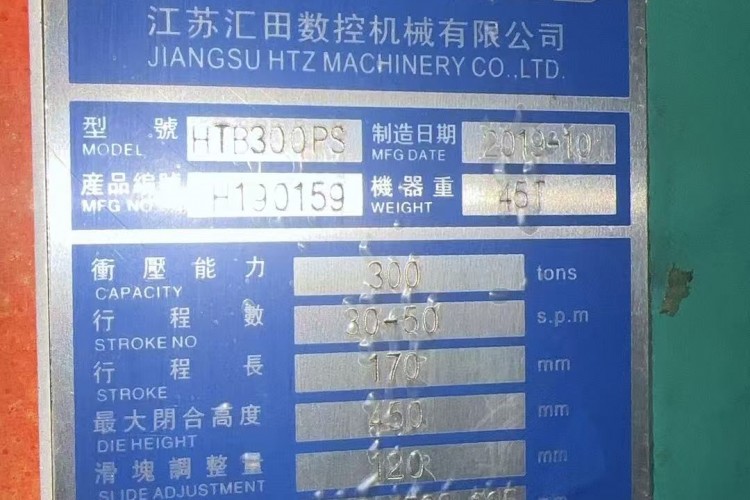 江苏汇田数控机械有限公司
JIANGSU HTZ MACHINERY CO.,LTD.
型號 HTB300PS 制造日期 2019-10
MODEL MFG DATE
産品編號 H190159 機器重 45T
MFG NO WEIGHT
衝壓能力 300 tons
CAPACITY
行程數 30-50 s.p.m
STROKE NO
行程長 170 mm
STROKE
最大閉合高度 450 mm
DIE HEIGHT
滑塊調整量 120 mm
SLIDE ADJUSTMENT